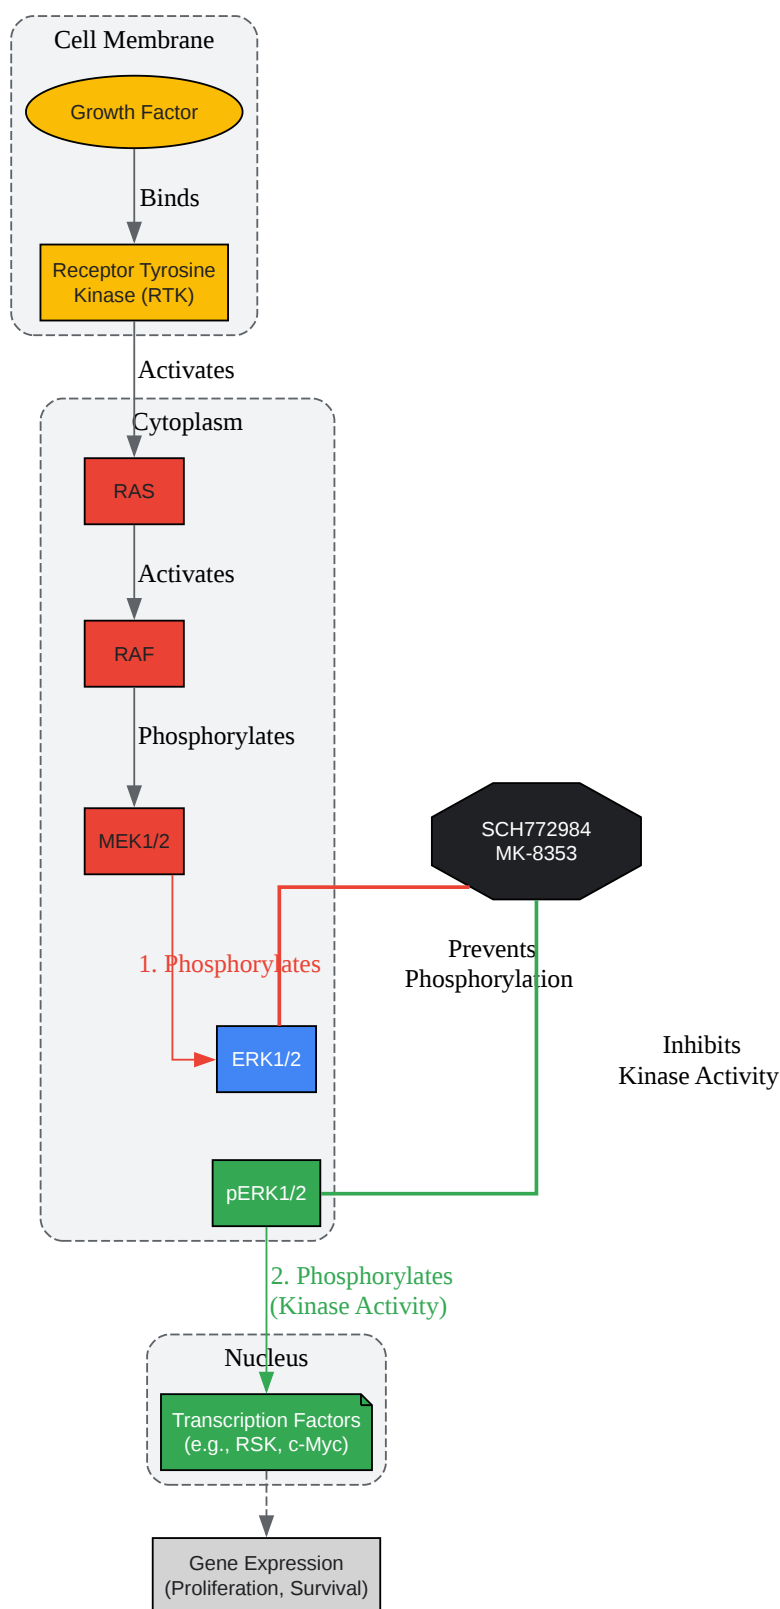 Cell Membrane
Growth Factor
Binds
Receptor Tyrosine
Kinase (RTK)
Activates
Cytoplasm
RAS
Activates
RAF
Phosphorylates
MEK1/2
SCH772984
MK-8353
1. Phosphorylates
Prevents
Phosphorylation
Inhibits
Kinase Activity
ERK1/2
pERK1/2
2. Phosphorylates
(Kinase Activity)
Nucleus
Transcription Factors
(e.g., RSK, c-Myc)
Gene Expression
(Proliferation, Survival)